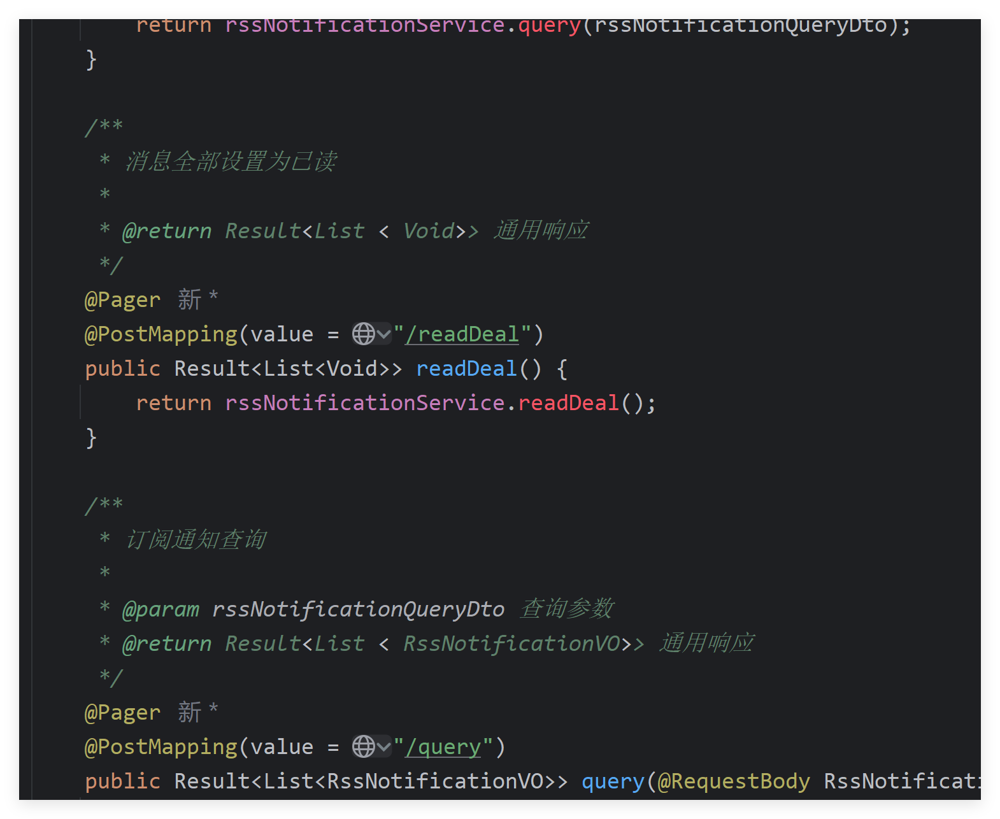 return rssNotificationService.query(rssNotificationQueryDto);
}
/**
* 消息全部设置为已读
*
* @return Result<List < Void>> 通用响应
*/
@Pager 新 *
@PostMapping(value = "/readDeal")
public Result<List<Void>> readDeal() {
return rssNotificationService.readDeal();
}
/**
* 订阅通知查询
*
* @param rssNotificationQueryDto 查询参数
* @return Result<List < RssNotificationVO>> 通用响应
*/
@Pager 新 *
@PostMapping(value = "/query")
public Result<List<RssNotificationVO>> query(@RequestBody RssNotificati